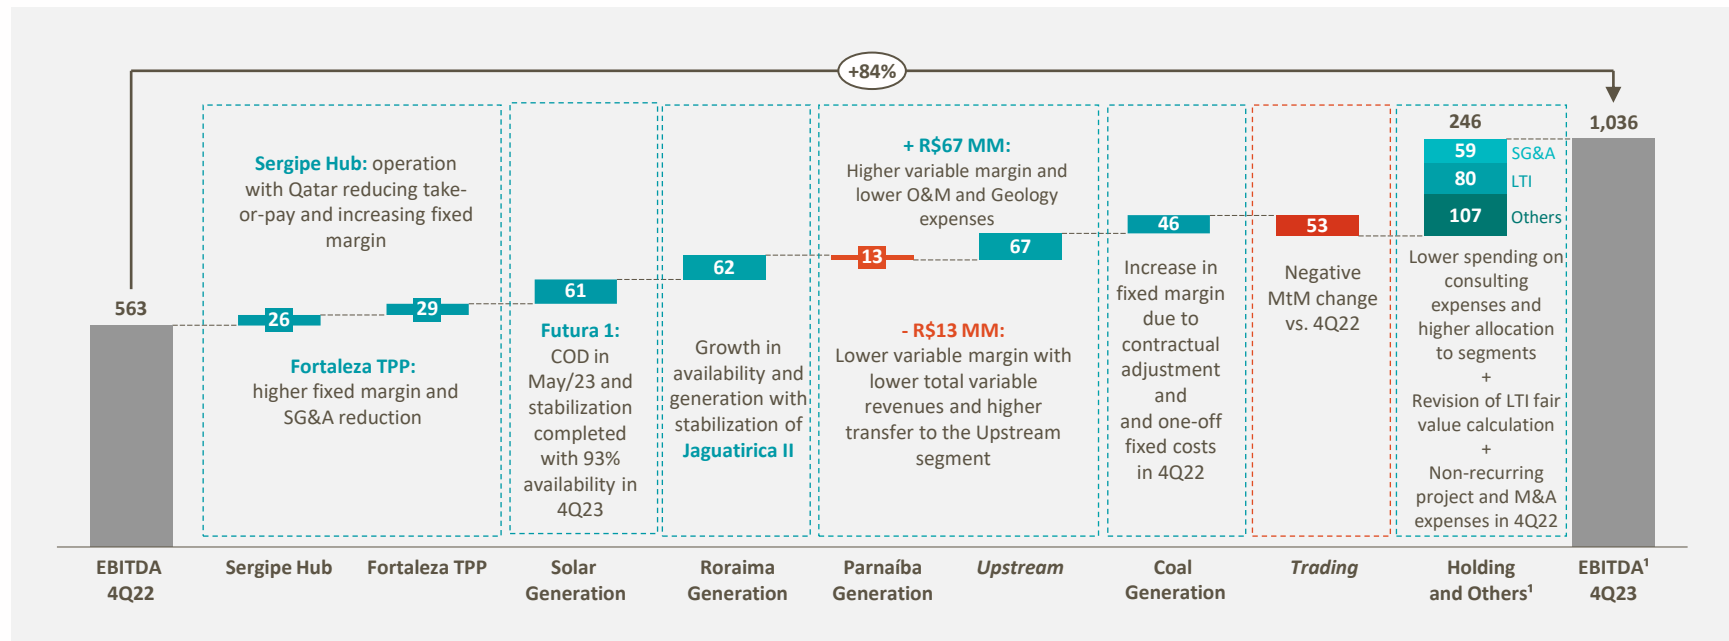 +84%
563
Sergipe Hub: operation
with Qatar reducing take-
or-pay and increasing fixed
margin
26
29
Fortaleza TPP:
higher fixed margin and
SG&A reduction
61
Futura 1:
COD in
May/23 and
stabilization
completed
with 93%
availability in
4Q23
62
Growth in
availability and
generation with
stabilization of
Jaguatirica II
+ R$67 MM:
Higher variable margin and
lower O&M and Geology
expenses
13
67
- R$13 MM:
Lower variable margin with
lower total variable
revenues and higher
transfer to the Upstream
segment
46
Increase in
fixed margin
due to
contractual
adjustment
and
and one-off
fixed costs
in 4Q22
53
Negative
MtM change
vs. 4Q22
246
59 SG&A
80 LTI
107 Others
Lower spending on
consulting
expenses and
higher allocation
to segments
+
Revision of LTI fair
value calculation
+
Non-recurring
project and M&A
expenses in 4Q22
1,036
EBITDA
4Q22
Sergipe Hub
Fortaleza TPP
Solar
Generation
Roraima
Generation
Parnaíba
Generation
Upstream
Coal
Generation
Trading
Holding
and Others¹
EBITDA¹
4Q23